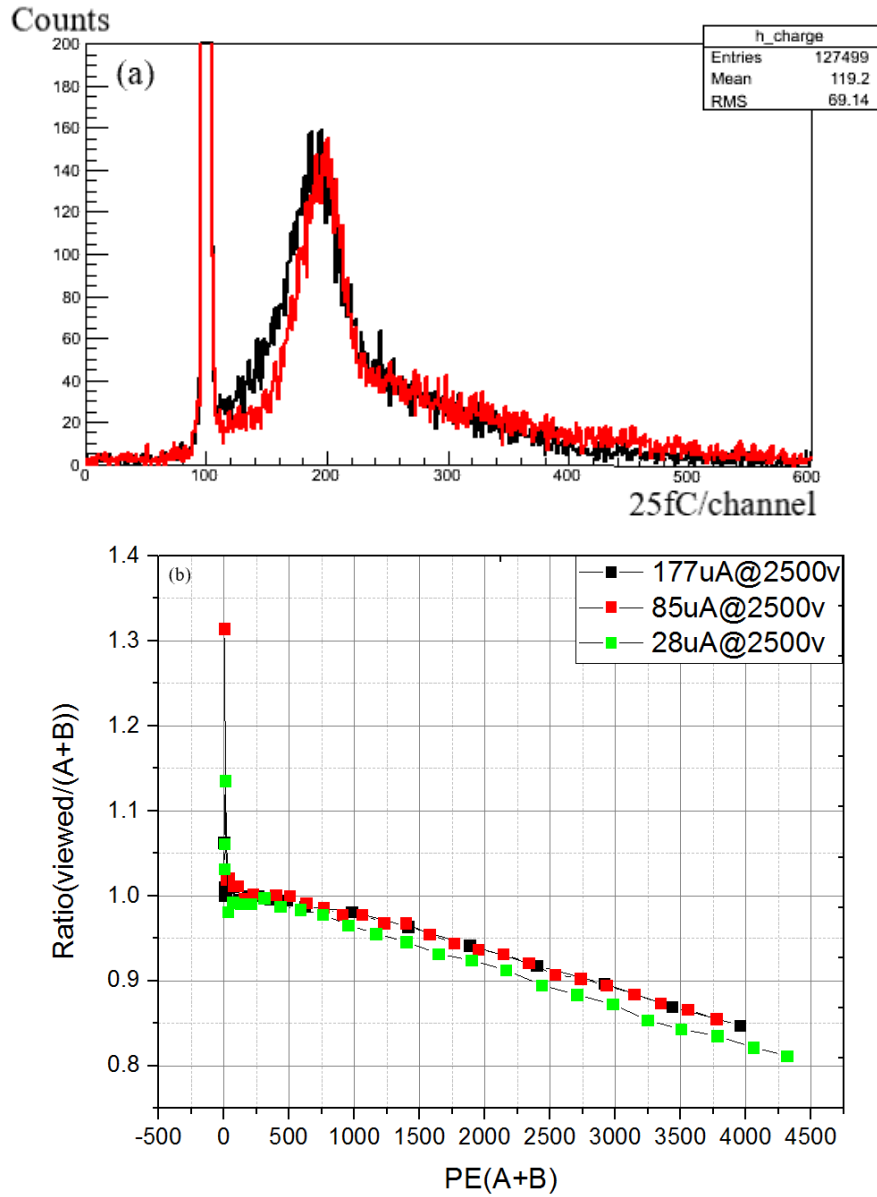 Counts
(a)
h_charge
Entries 127499
Mean 119.2
RMS 69.14
200
180
160
140
120
100
80
60
40
20
0
0 100 200 300 400 500 600
25fC/channel
(b)
177uA@2500v
85uA@2500v
28uA@2500v
1.4
1.3
1.2
1.1
1.0
0.9
0.8
Ratio(viewed/(A+B))
-500 0 500 1000 1500 2000 2500 3000 3500 4000 4500
PE(A+B)